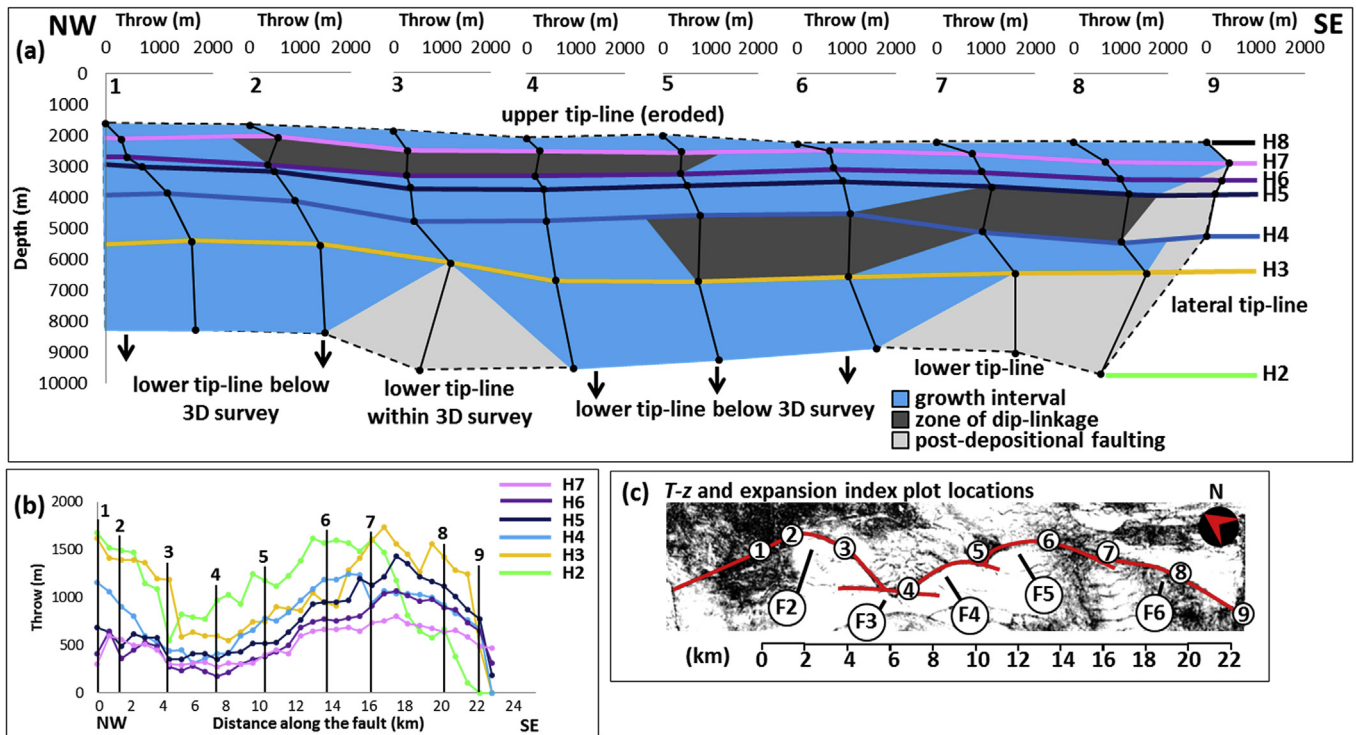 NW
SE
(a)
Throw (m) Throw (m) Throw (m) Throw (m) Throw (m) Throw (m) Throw (m) Throw (m) Throw (m)
0 1000 2000 0 1000 2000 0 1000 2000 0 1000 2000 0 1000 2000 0 1000 2000 0 1000 2000 0 1000 2000 0 1000 2000
1 2 3 4 5 6 7 8 9
Depth (m)
0
1000
2000
3000
4000
5000
6000
7000
8000
9000
10000
upper tip-line (eroded)
H8
H7
H6
H5
H4
H3
lateral tip-line
H2
lower tip-line below
3D survey
lower tip-line
within 3D survey
lower tip-line below 3D survey
lower tip-line
growth interval
zone of dip-linkage
post-depositional faulting
(b)
Throw (m)
2000
1500
1000
500
0
1 2 3 4 5 6 7 8 9
H7
H6
H5
H4
H3
H2
0 2 4 6 8 10 12 14 16 18 20 22 24
NW Distance along the fault (km) SE
(c) T-z and expansion index plot locations
N
1 2 3 4 5 6 7 8 9
F2 F3 F4 F5 F6
(km) 0 2 4 6 8 10 12 14 16 18 20 22